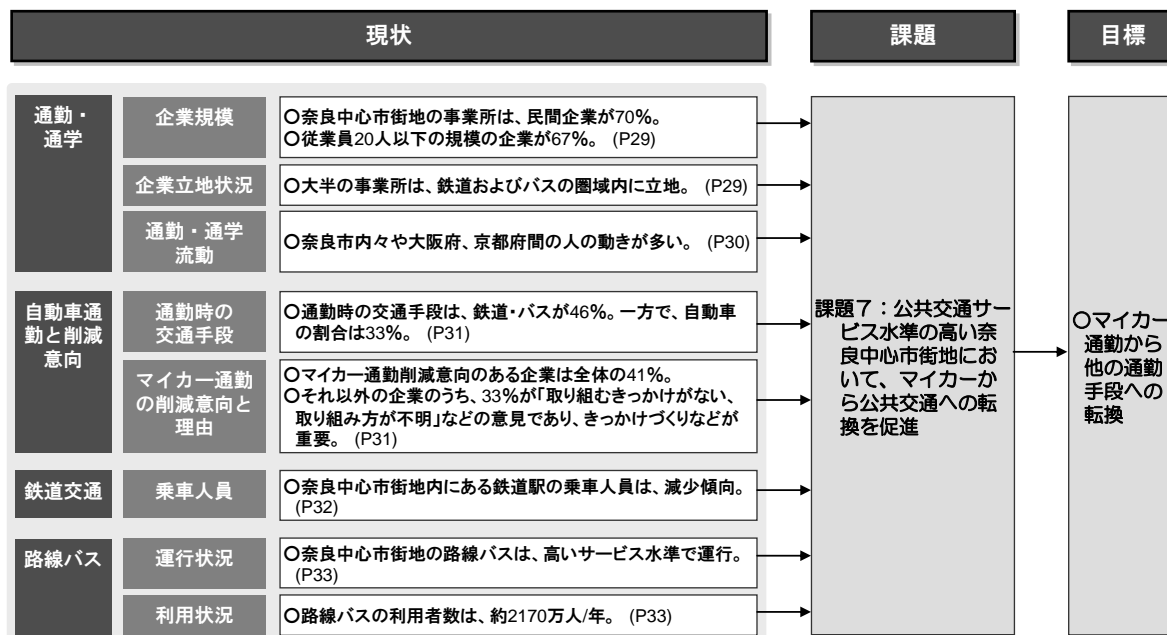 現状
課題
目標
通勤・
通学
企業規模
〇奈良中心市街地の事業所は、民間企業が70%。
〇従業員20人以下の規模の企業が67%。 (P29)
企業立地状況
〇大半の事業所は、鉄道およびバスの圏域内に立地。 (P29)
通勤・通学
流動
〇奈良市内々や大阪府、京都府間の人の動きが多い。 (P30)
自動車通
勤と削減
意向
通勤時の
交通手段
〇通勤時の交通手段は、鉄道・バスが46%。一方で、自動車
の割合は33%。 (P31)
マイカー通勤
の削減意向と
理由
〇マイカー通勤削減意向のある企業は全体の41%。
〇それ以外の企業のうち、33%が「取り組むきっかけがない、
取り組み方が不明」などの意見であり、きっかけづくりなどが
重要。 (P31)
鉄道交通
乗車人員
〇奈良中心市街地内にある鉄道駅の乗車人員は、減少傾向。
(P32)
路線バス
運行状況
〇奈良中心市街地の路線バスは、高いサービス水準で運行。
(P33)
利用状況
〇路線バスの利用者数は、約2170万人/年。 (P33)
課題7：公共交通サー
ビス水準の高い奈
良中心市街地にお
いて、マイカーか
ら公共交通への転
換を促進
〇マイカー
通勤から
他の通勤
手段への
転換